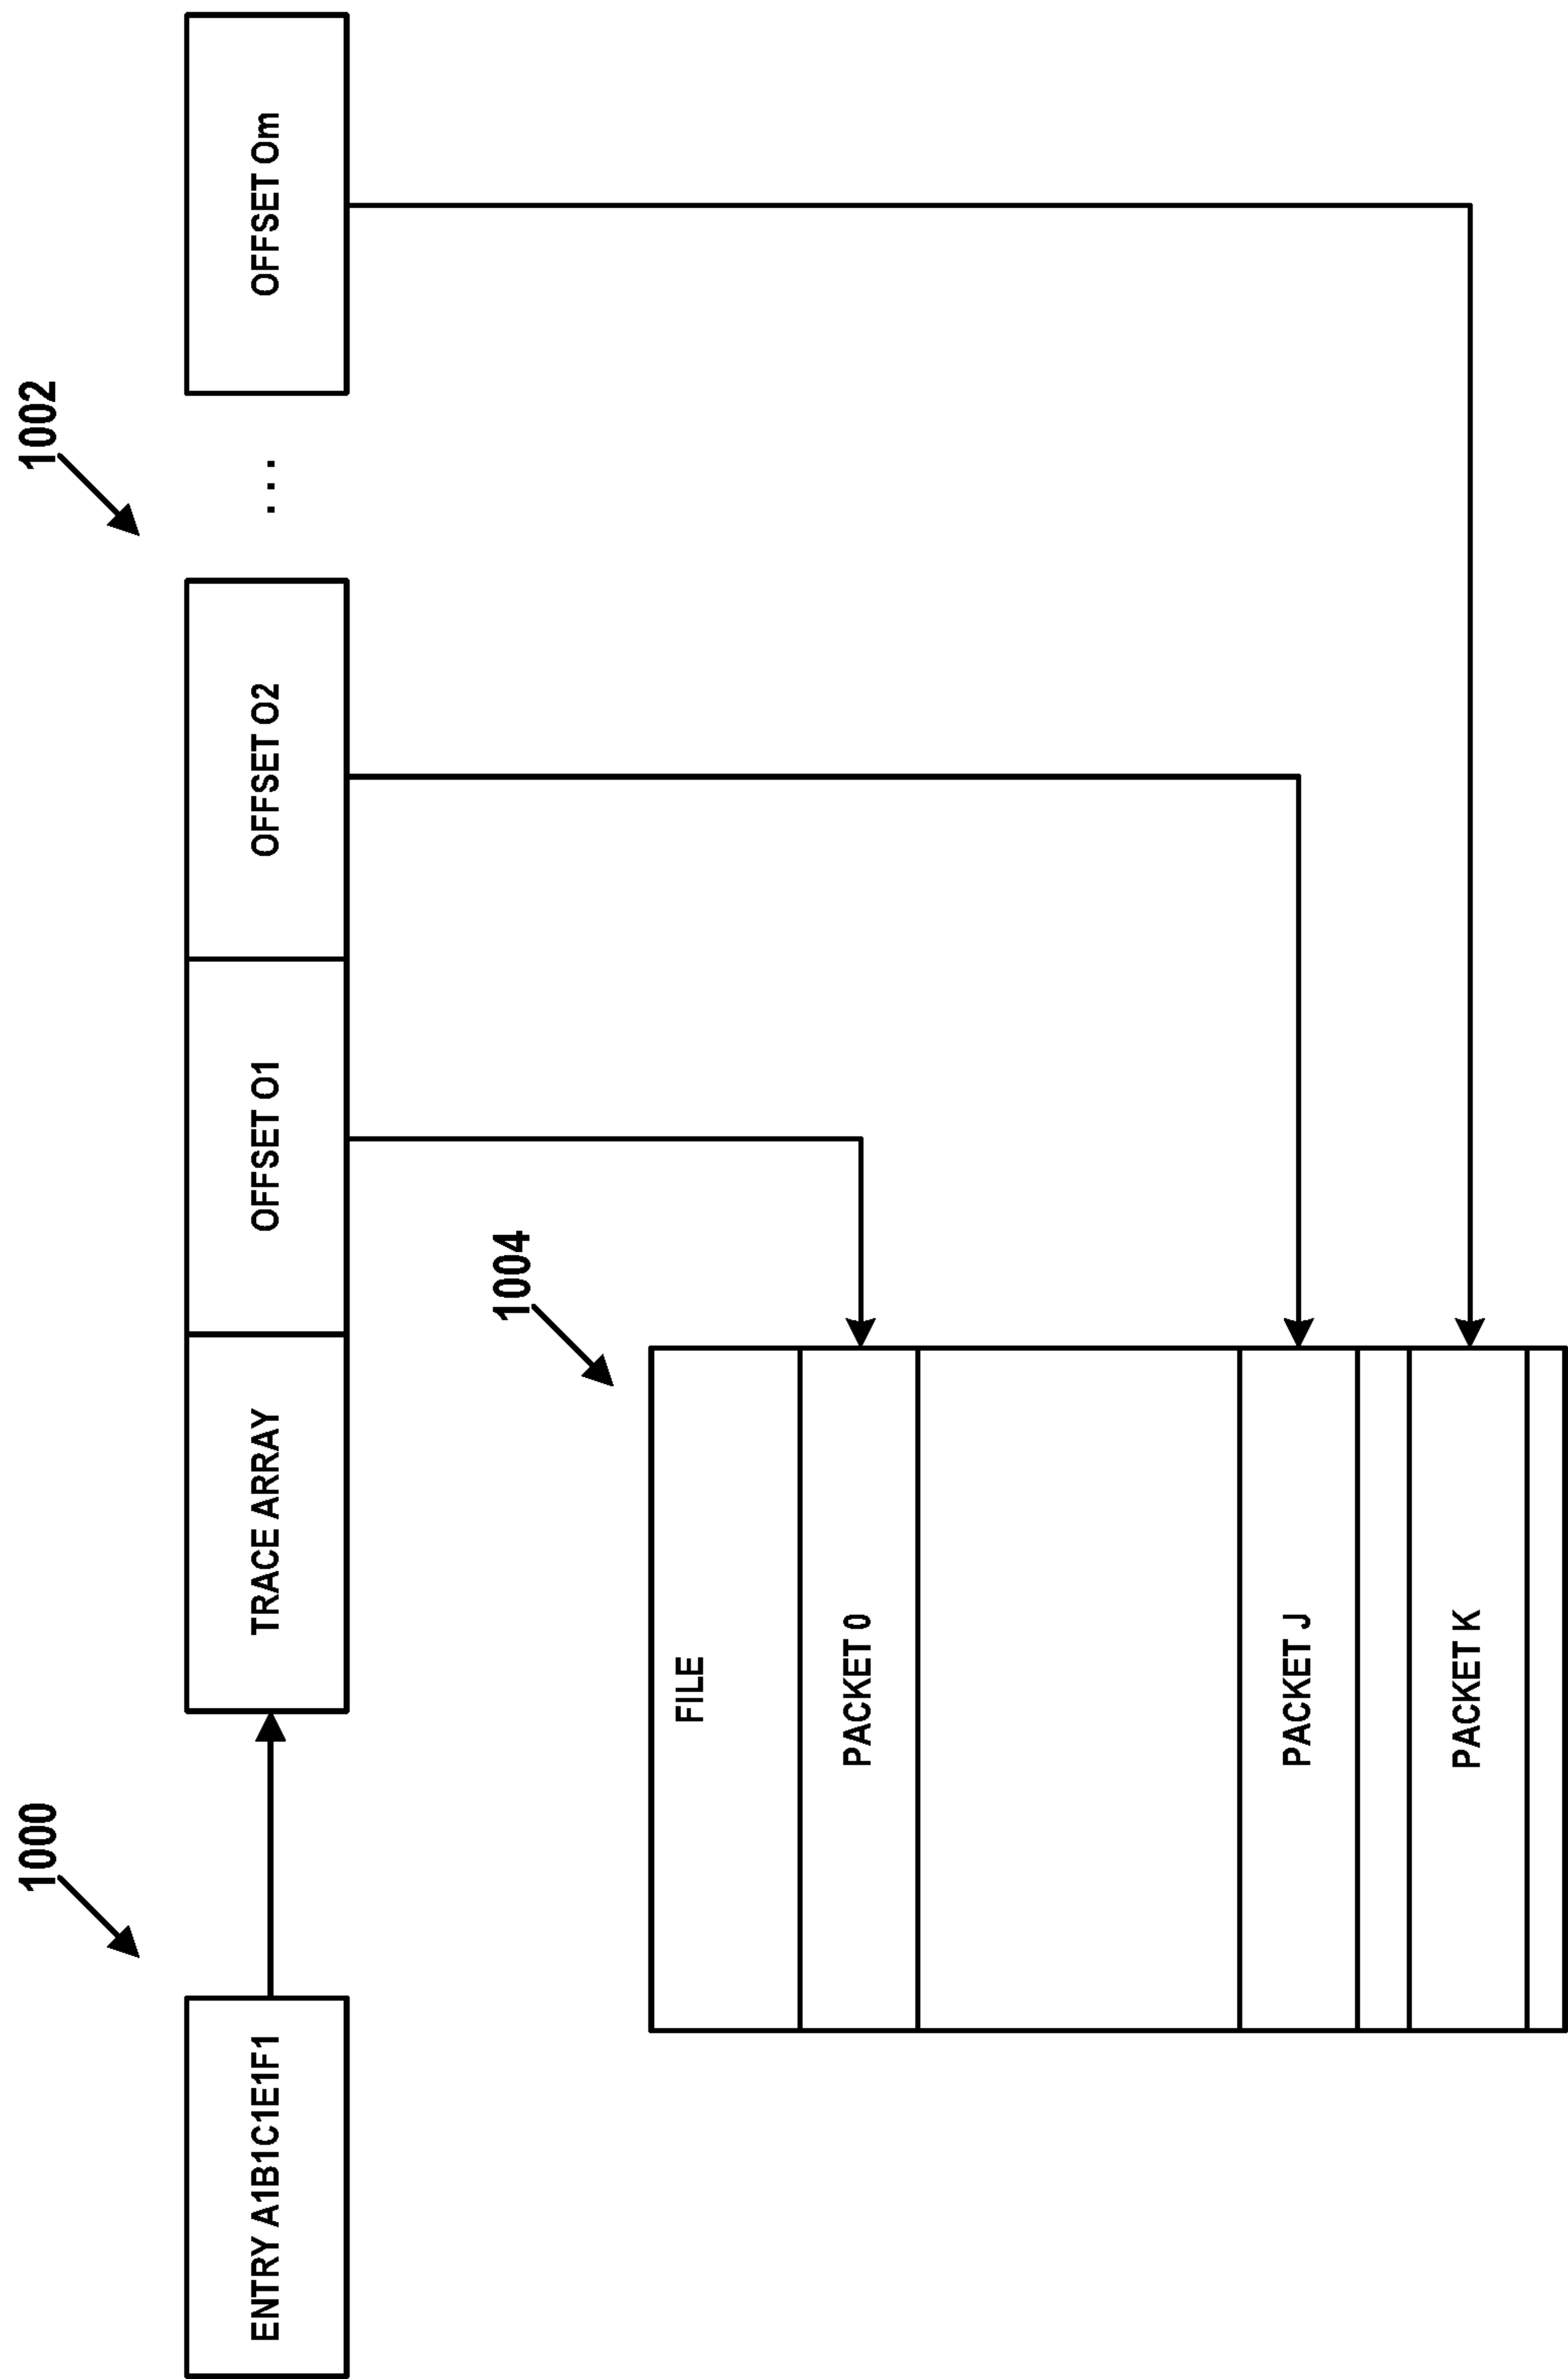 1000
1002
ENTRY A1B1C1E1F1
TRACE ARRAY
OFFSET O1
OFFSET O2
...
OFFSET Om
1004
FILE
PACKET 0
PACKET J
PACKET K